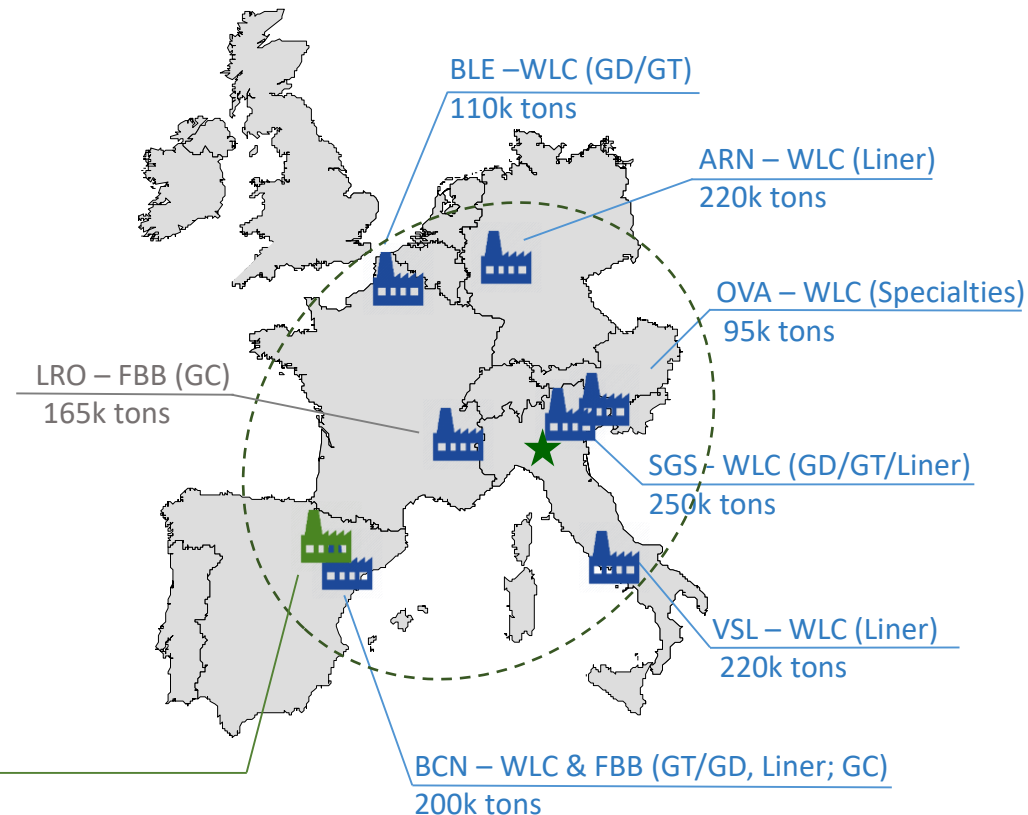 BLE –WLC (GD/GT)
110k tons
ARN – WLC (Liner)
220k tons
OVA – WLC (Specialties)
95k tons
LRO – FBB (GC)
165k tons
SGS - WLC (GD/GT/Liner)
250k tons
VSL – WLC (Liner)
220k tons
BCN – WLC & FBB (GT/GD, Liner; GC)
200k tons